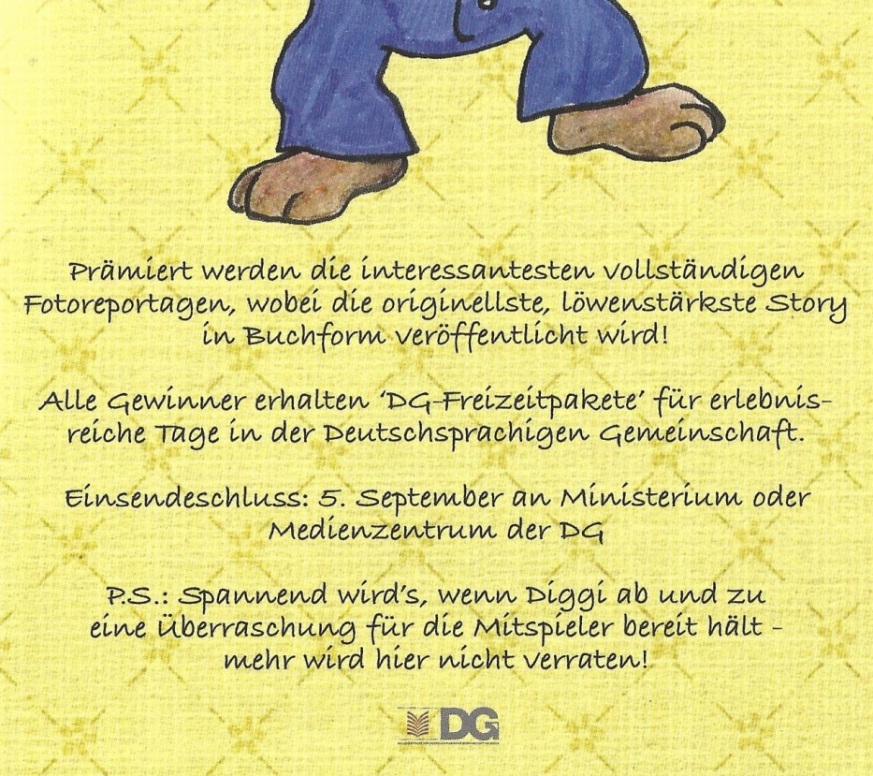 Prämiert werden die interessantesten vollständigen
Fotoreportagen, wobei die originellste, löwenstärkste Story
in Buchform veröffentlicht wird!
Alle Gewinner erhalten 'DG-Freizeitpakete' für erlebnis-
reiche Tage in der Deutschsprachigen Gemeinschaft.
Einsendeschluss: 5. September an Ministerium oder
Medienzentrum der DG
P.S.: Spannend wird's, wenn Diggi ab und zu
eine Überraschung für die Mitspieler bereit hält -
mehr wird hier nicht verraten!
DG